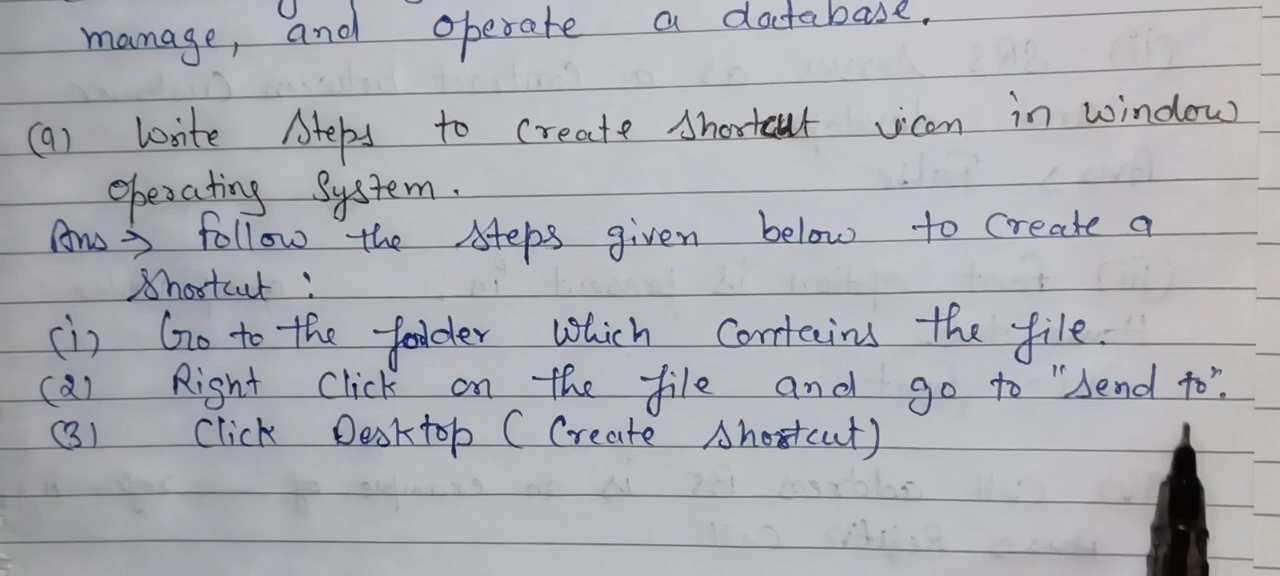 manage, and operate a database.
(9) Write steps to create shortcut icon in window
operating system.
Ans → follow the steps given below to create a
shortcut :
(1) Go to the folder which contains the file.
(2) Right Click on the file and go to "send to".
(3) Click Desktop ( Create shortcut)